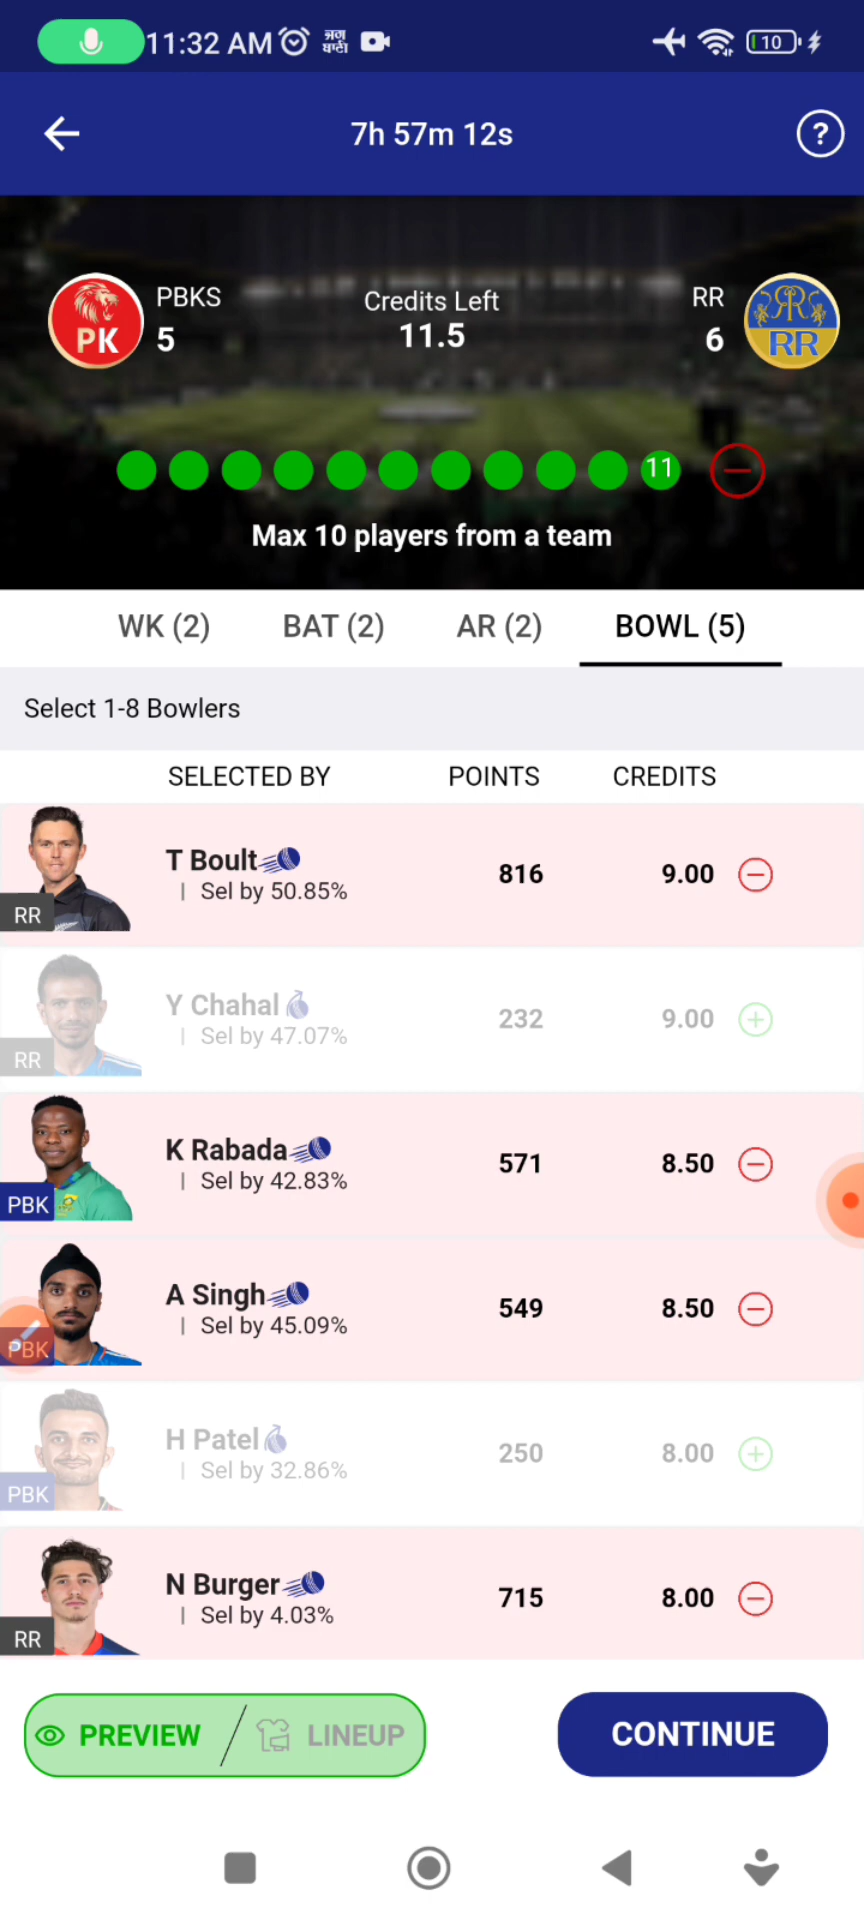 11:32 AM ਜਗ ਬਾਣੀ 10
7h 57m 12s ?
PBKS Credits Left RR
5 11.5 6
PK RR
11
Max 10 players from a team
WK (2) BAT (2) AR (2) BOWL (5)
Select 1-8 Bowlers
SELECTED BY POINTS CREDITS
T Boult 816 9.00
| Sel by 50.85%
RR
Y Chahal 232 9.00
| Sel by 47.07%
RR
K Rabada 571 8.50
| Sel by 42.83%
PBK
A Singh 549 8.50
| Sel by 45.09%
PBK
H Patel 250 8.00
| Sel by 32.86%
PBK
N Burger 715 8.00
| Sel by 4.03%
RR
PREVIEW / LINEUP CONTINUE